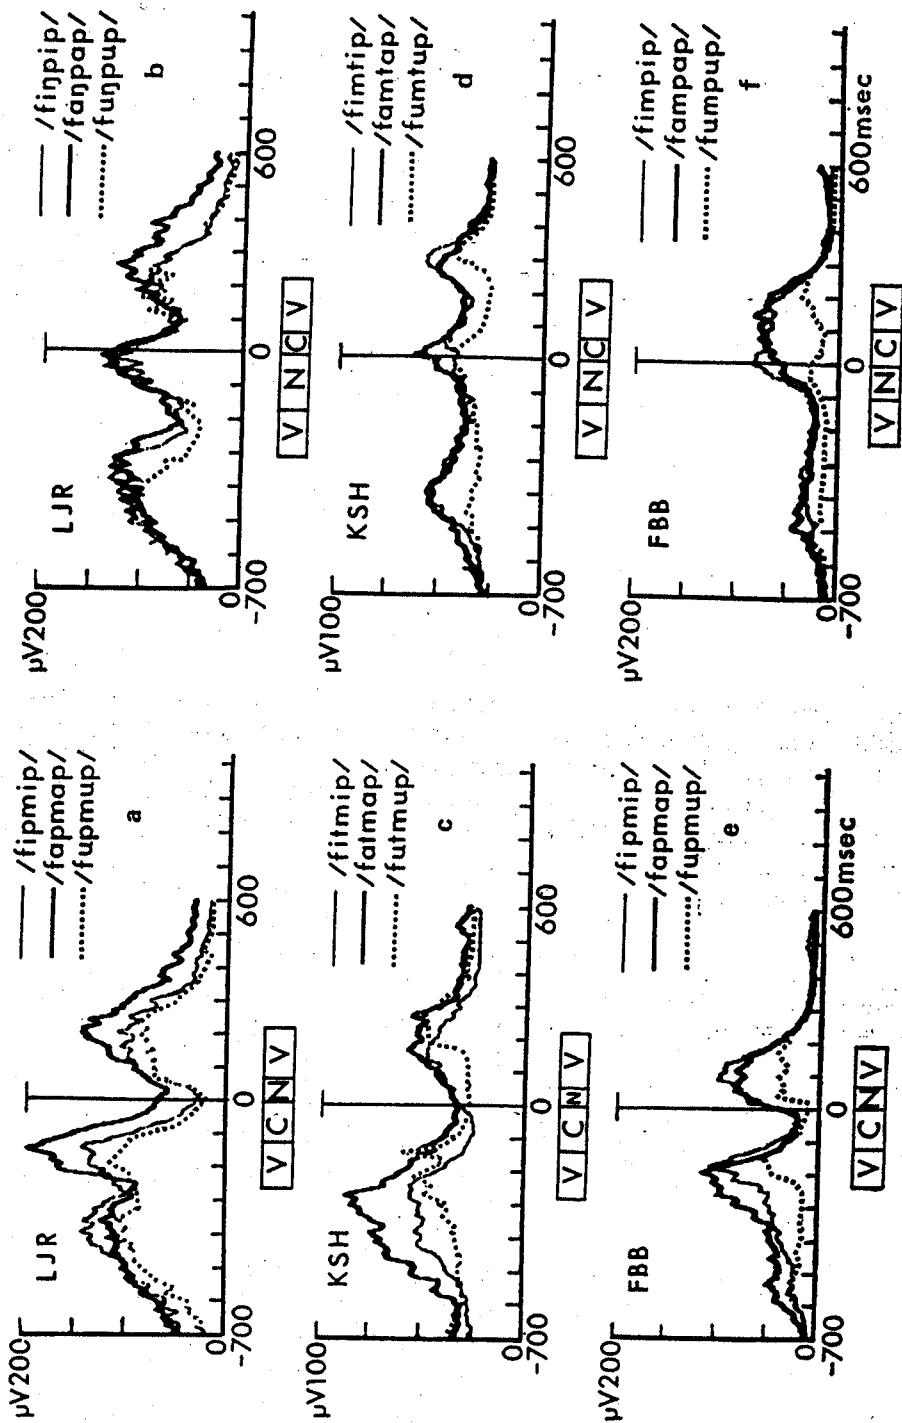 /fipmip/
/fapmap/
/fupmup/
a
LJR
µV200
0
-700
0
600
V C N V
/fiŋpip/
/faŋpap/
/fuŋpup/
b
LJR
µV200
0
-700
0
600
V N C V
/fitmip/
/fatmap/
/futmup/
c
KSH
µV100
0
-700
0
600
V C N V
/fimtip/
/famtap/
/fumtup/
d
KSH
µV100
0
-700
0
600
V N C V
/fipmip/
/fapmap/
/fupmup/
e
FBB
µV200
0
-700
0
600msec
V C N V
/fimpip/
/fampap/
/fumpup/
f
FBB
µV200
0
-700
0
600msec
V N C V